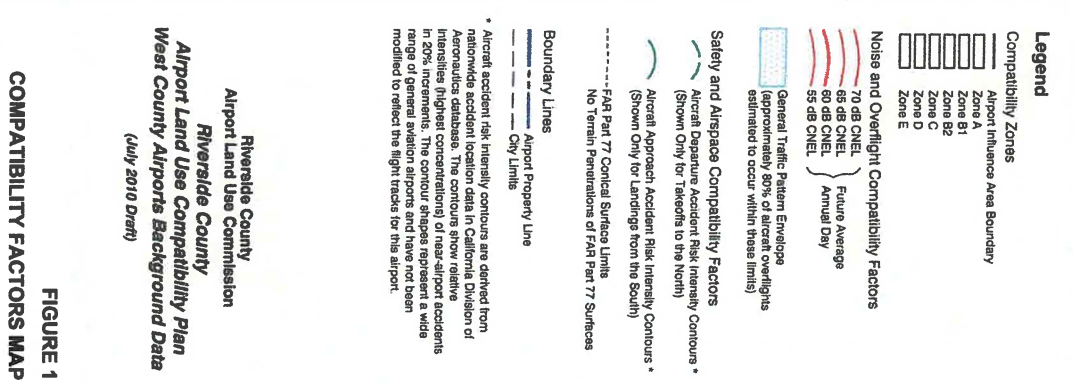 Legend
Compatibility Zones
Airport Influence Area Boundary
Zone A
Zone B1
Zone B2
Zone C
Zone D
Zone E
Noise and Overflight Compatibility Factors
70 dB CNEL
65 dB CNEL
60 dB CNEL
55 dB CNEL
Future Average
Annual Day
General Traffic Pattern Envelope
(approximately 80% of aircraft overflights
estimated to occur within these limits)
Safety and Airspace Compatibility Factors
Aircraft Departure Accident Risk Intensity Contours *
(Shown Only for Takeoffs to the North)
Aircraft Approach Accident Risk Intensity Contours *
(Shown Only for Landings from the South)
FAR Part 77 Conical Surface Limits
No Terrain Penetrations of FAR Part 77 Surfaces
Boundary Lines
Airport Property Line
City Limits
* Aircraft accident risk intensity contours are derived from
nationwide accident location data in California Division of
Aeronautics database. The contours show relative
intensities (highest concentrations) of near-airport accidents
in 20% increments. The contour shapes represent a wide
range of general aviation airports and have not been
modified to reflect the flight tracks for this airport.
Riverside County
Airport Land Use Commission
Riverside County
Airport Land Use Compatibility Plan
West County Airports Background Data
(July 2010 Draft)
FIGURE 1
COMPATIBILITY FACTORS MAP